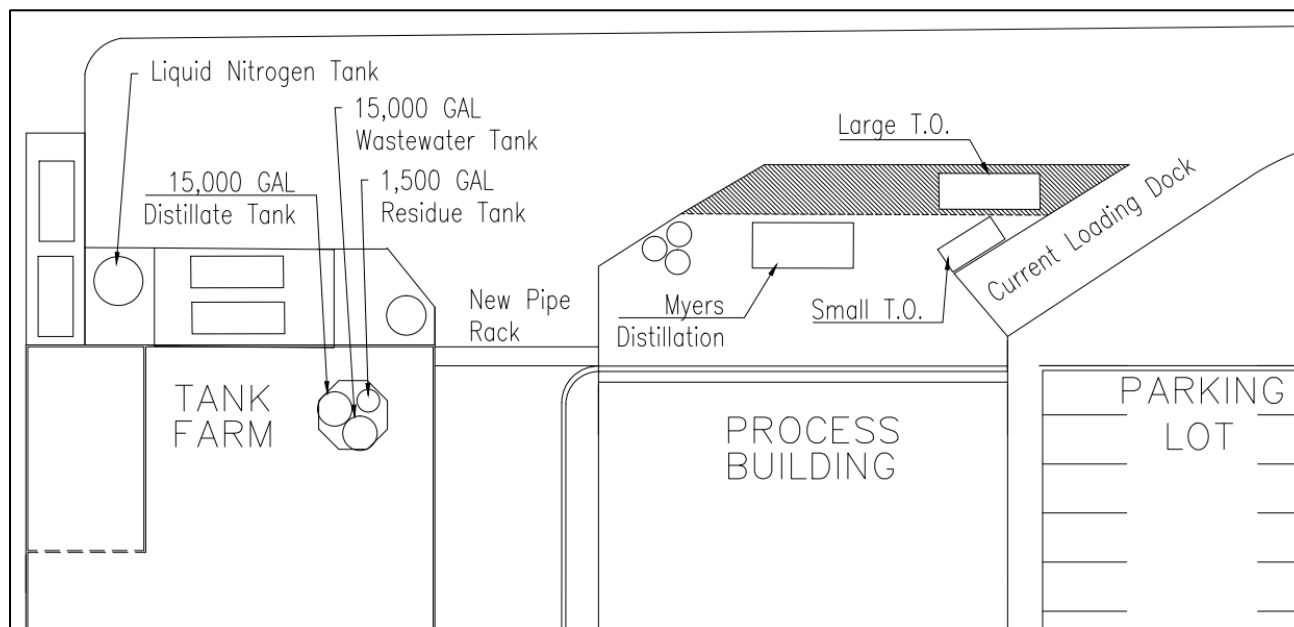 Liquid Nitrogen Tank
15,000 GAL
Wastewater Tank
15,000 GAL
Distillate Tank
1,500 GAL
Residue Tank
Large T.O.
Current Loading Dock
New Pipe
Rack
Myers
Distillation
Small T.O.
TANK
FARM
PROCESS
BUILDING
PARKING
LOT